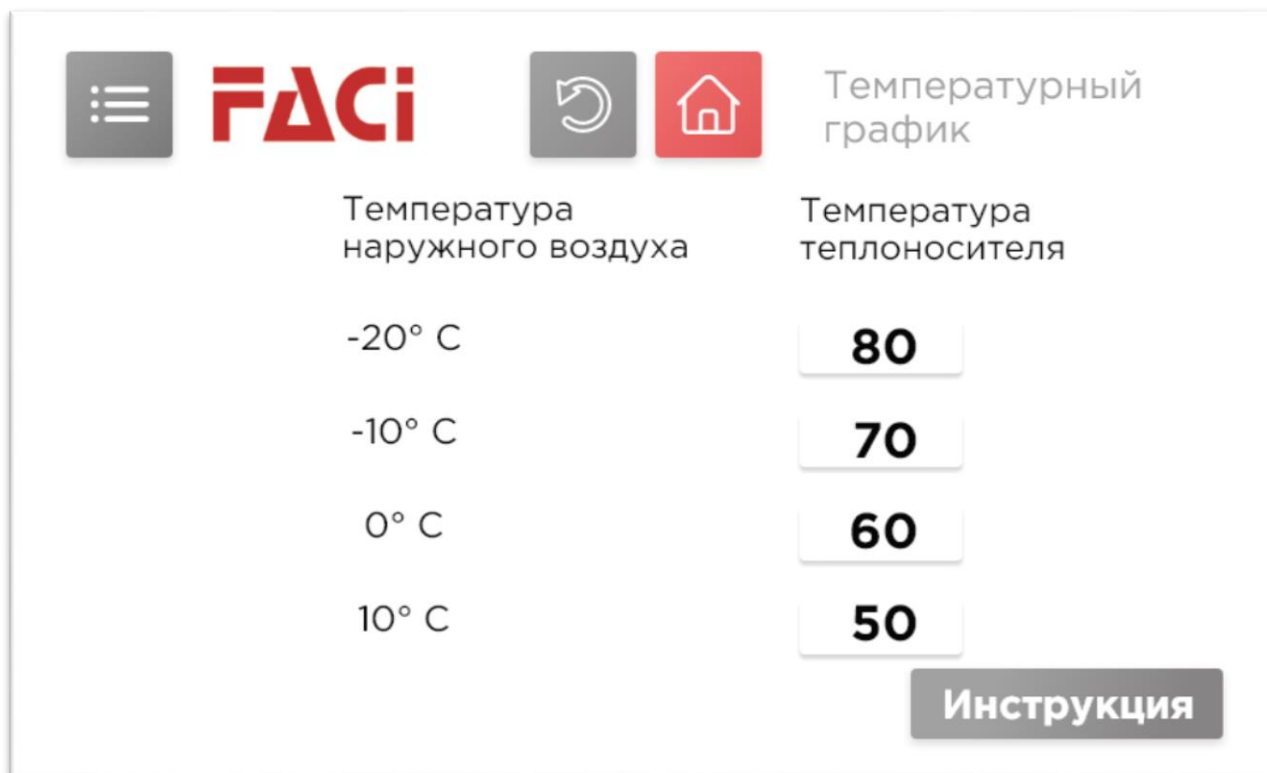 FACi
Температурный
график
Температура
наружного воздуха
Температура
теплоносителя
-20° C
80
-10° C
70
0° C
60
10° C
50
Инструкция